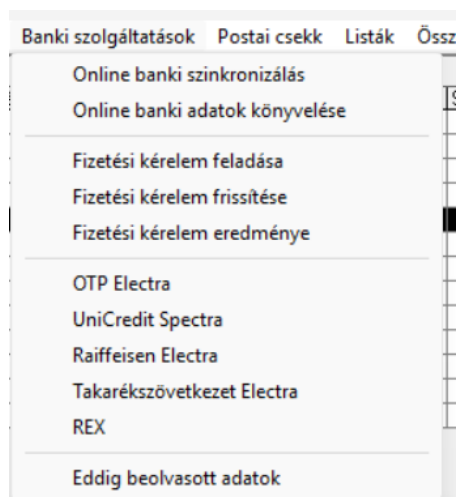 Banki szolgáltatások Postai csekk Listák Össz
Online banki szinkronizálás
Online banki adatok könyvelése
Fizetési kérelem feladása
Fizetési kérelem frissítése
Fizetési kérelem eredménye
OTP Electra
UniCredit Spectra
Raiffeisen Electra
Takarékszövetkezet Electra
REX
Eddig beolvasott adatok